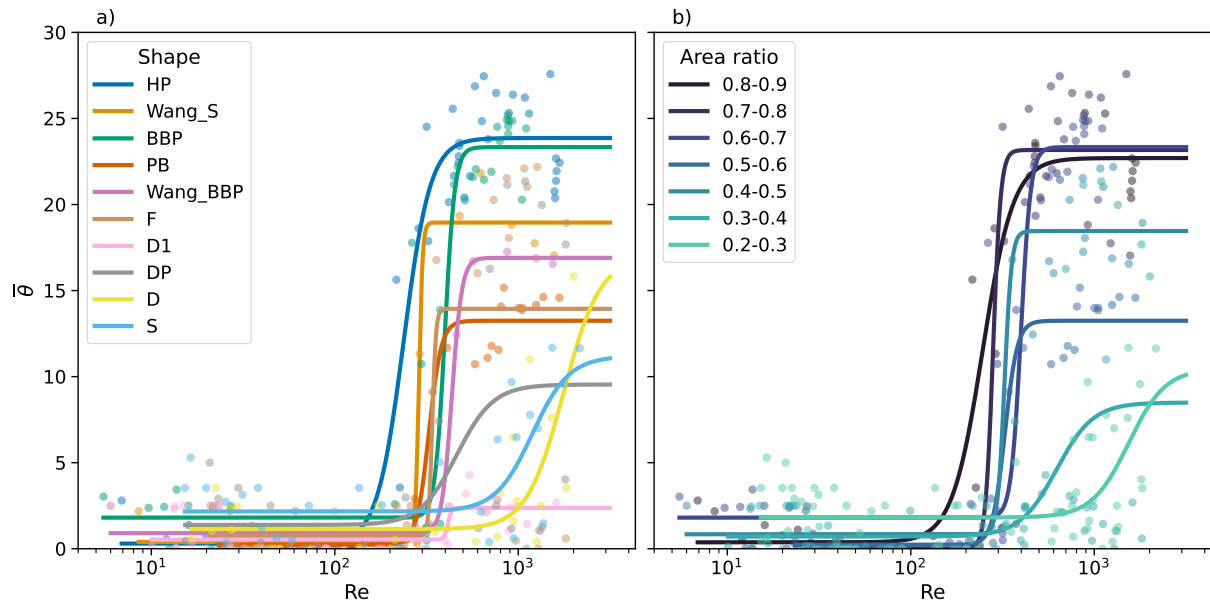 a)
b)
30
25
20
15
10
5
0
θ̅
Shape
HP
Wang_S
BBP
PB
Wang_BBP
F
D1
DP
D
S
Area ratio
0.8-0.9
0.7-0.8
0.6-0.7
0.5-0.6
0.4-0.5
0.3-0.4
0.2-0.3
10¹ 10² 10³
10¹ 10² 10³
Re
Re